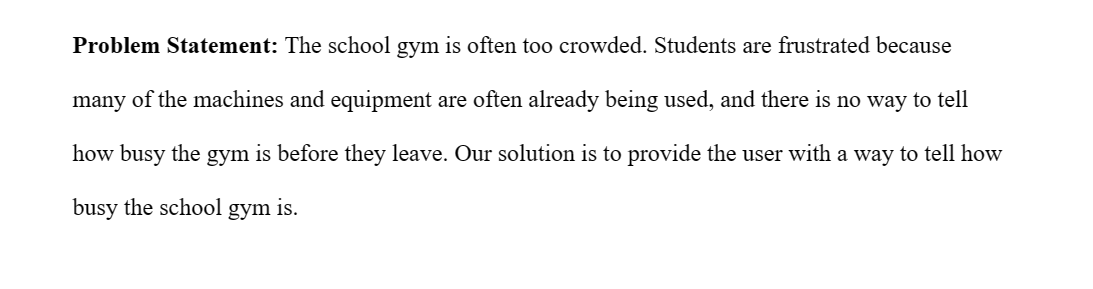 Problem Statement: The school gym is often too crowded. Students are frustrated because
many of the machines and equipment are often already being used, and there is no way to tell
how busy the gym is before they leave. Our solution is to provide the user with a way to tell how
busy the school gym is.